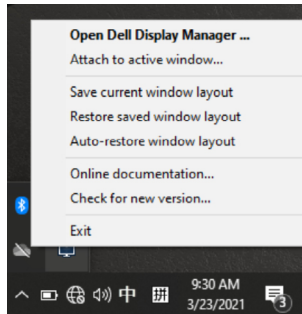 Open Dell Display Manager ...
Attach to active window...
Save current window layout
Restore saved window layout
Auto-restore window layout
Online documentation...
Check for new version...
Exit
中 拼 9:30 AM
3/23/2021
3